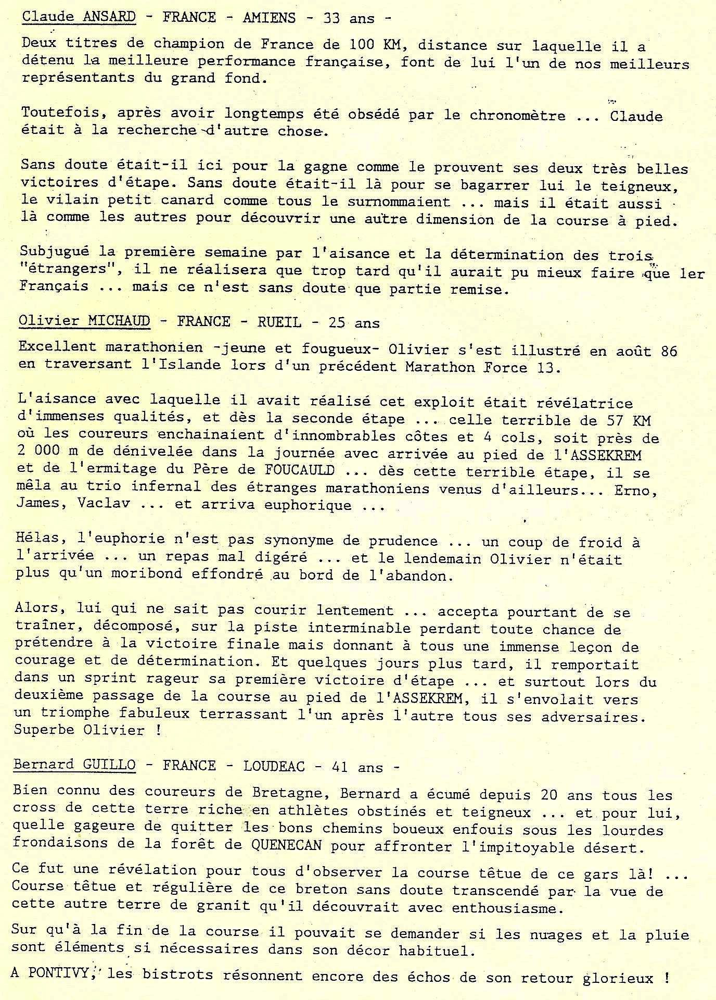 Claude ANSARD - FRANCE - AMIENS - 33 ans -
Deux titres de champion de France de 100 KM, distance sur laquelle il a
détenu la meilleure performance française, font de lui l'un de nos meilleurs
représentants du grand fond.
Toutefois, après avoir longtemps été obsédé par le chronomètre ... Claude
était à la recherche d'autre chose.
Sans doute était-il ici pour la gagne comme le prouvent ses deux très belles
victoires d'étape. Sans doute était-il là pour se bagarrer lui le teigneux,
le vilain petit canard comme tous le surnommaient ... mais il était aussi
là comme les autres pour découvrir une autre dimension de la course à pied.
Subjugué la première semaine par l'aisance et la détermination des trois
"étrangers", il ne réalisera que trop tard qu'il aurait pu mieux faire que 1er
Français ... mais ce n'est sans doute que partie remise.
Olivier MICHAUD - FRANCE - RUEIL - 25 ans
Excellent marathonien -jeune et fougueux- Olivier s'est illustré en août 86
en traversant l'Islande lors d'un précédent Marathon Force 13.
L'aisance avec laquelle il avait réalisé cet exploit était révélatrice
d'immenses qualités, et dès la seconde étape ... celle terrible de 57 KM
où les coureurs enchainaient d'innombrables côtes et 4 cols, soit près de
2 000 m de dénivelée dans la journée avec arrivée au pied de l'ASSEKREM
et de l'ermitage du Père de FOUCAULD ... dès cette terrible étape, il se
mêla au trio infernal des étranges marathoniens venus d'ailleurs... Erno,
James, Vaclav ... et arriva euphorique ...
Hélas, l'euphorie n'est pas synonyme de prudence ... un coup de froid à
l'arrivée ... un repas mal digéré ... et le lendemain Olivier n'était
plus qu'un moribond effondré au bord de l'abandon.
Alors, lui qui ne sait pas courir lentement ... accepta pourtant de se
traîner, décomposé, sur la piste interminable perdant toute chance de
prétendre à la victoire finale mais donnant à tous une immense leçon de
courage et de détermination. Et quelques jours plus tard, il remportait
dans un sprint rageur sa première victoire d'étape ... et surtout lors du
deuxième passage de la course au pied de l'ASSEKREM, il s'envolait vers
un triomphe fabuleux terrassant l'un après l'autre tous ses adversaires.
Superbe Olivier !
Bernard GUILLO - FRANCE - LOUDEAC - 41 ans -
Bien connu des coureurs de Bretagne, Bernard a écumé depuis 20 ans tous les
cross de cette terre riche en athlètes obstinés et teigneux ... et pour lui,
quelle gageure de quitter les bons chemins boueux enfouis sous les lourdes
frondaisons de la forêt de QUENECAN pour affronter l'impitoyable désert.
Ce fut une révélation pour tous d'observer la course têtue de ce gars là! ...
Course têtue et régulière de ce breton sans doute transcendé par la vue de
cette autre terre de granit qu'il découvrait avec enthousiasme.
Sur qu'à la fin de la course il pouvait se demander si les nuages et la pluie
sont éléments si nécessaires dans son décor habituel.
A PONTIVY, les bistrots résonnent encore des échos de son retour glorieux !